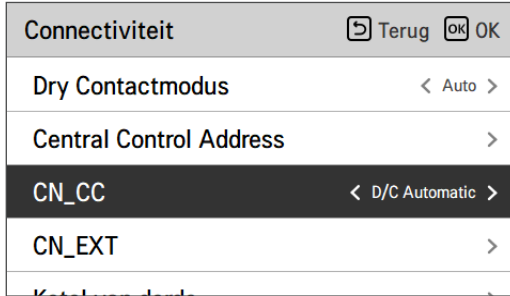 Connectiviteit Terug OK OK
Dry Contactmodus < Auto >
Central Control Address >
CN_CC < D/C Automatic >
CN_EXT >